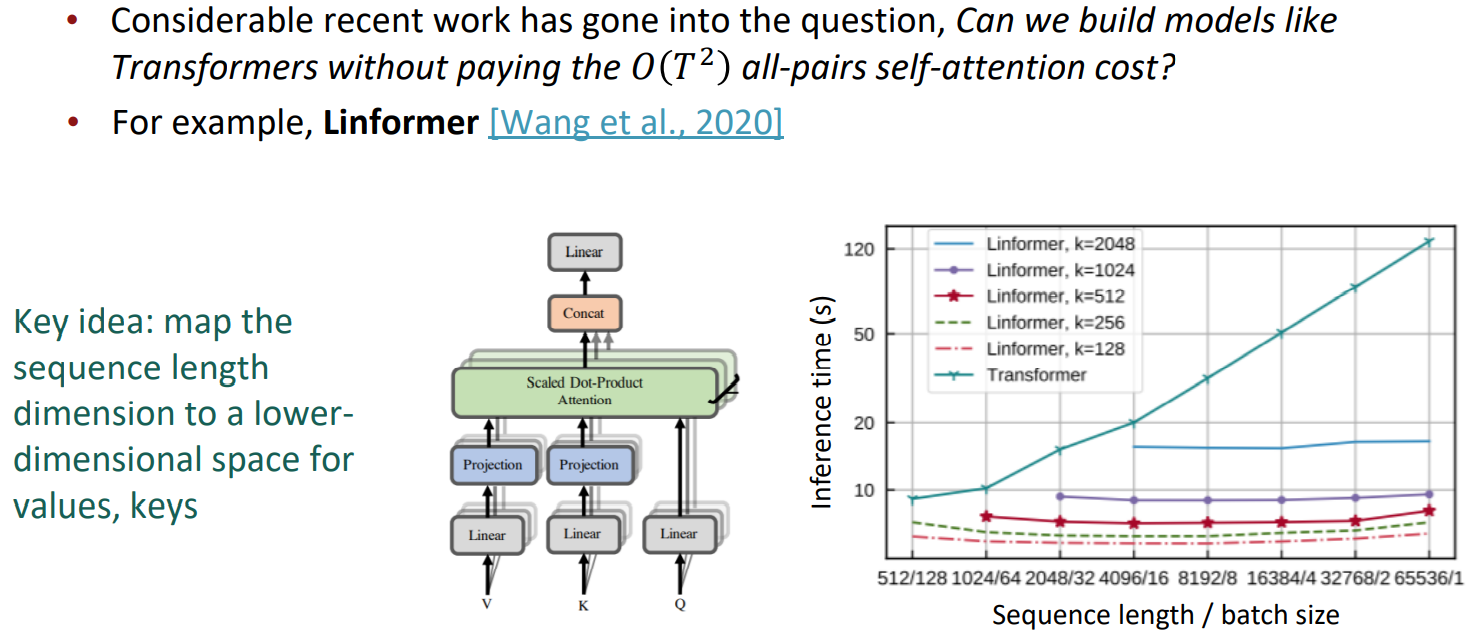 • Considerable recent work has gone into the question, Can we build models like
Transformers without paying the O(T²) all-pairs self-attention cost?
• For example, Linformer [Wang et al., 2020]
Key idea: map the
sequence length
dimension to a lower-
dimensional space for
values, keys
Linear
Concat
Scaled Dot-Product
Attention
Projection
Projection
Linear
Linear
Linear
V
K
Q
Inference time (s)
120
50
20
10
Linformer, k=2048
Linformer, k=1024
Linformer, k=512
Linformer, k=256
Linformer, k=128
Transformer
512/128 1024/64 2048/32 4096/16 8192/8 16384/4 32768/2 65536/1
Sequence length / batch size